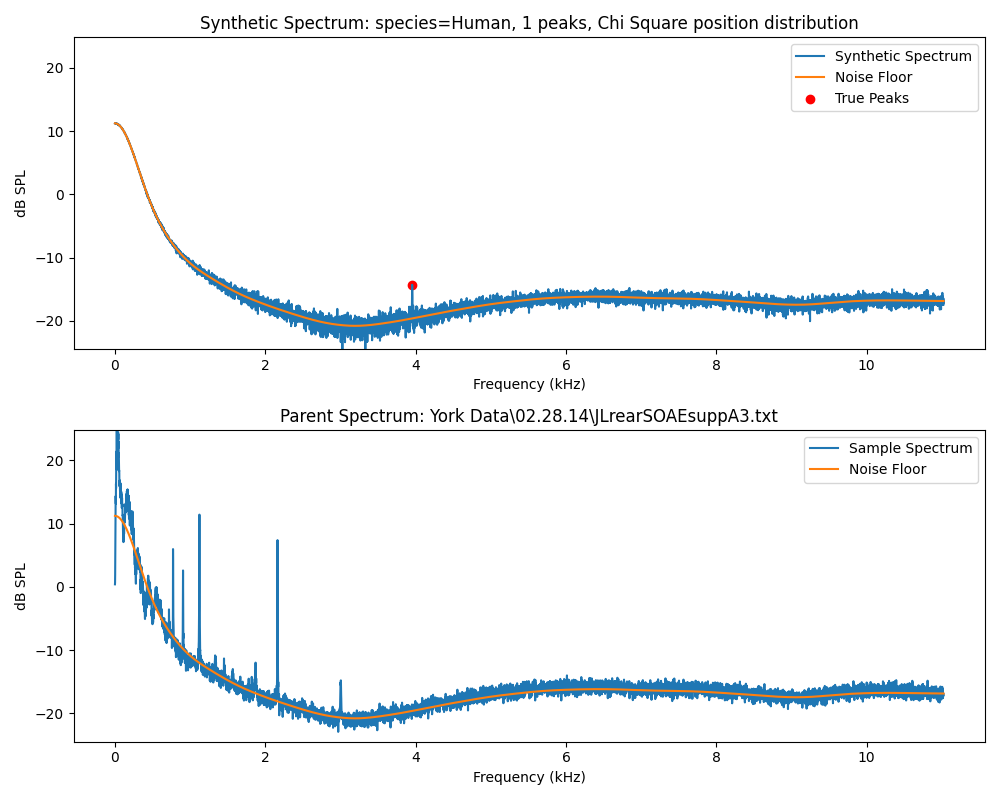 Synthetic Spectrum: species=Human, 1 peaks, Chi Square position distribution
Synthetic Spectrum
Noise Floor
True Peaks
dB SPL
20
10
0
−10
−20
0 2 4 6 8 10
Frequency (kHz)
Parent Spectrum: York Data\02.28.14\JLrearSOAEsuppA3.txt
Sample Spectrum
Noise Floor
dB SPL
20
10
0
−10
−20
0 2 4 6 8 10
Frequency (kHz)